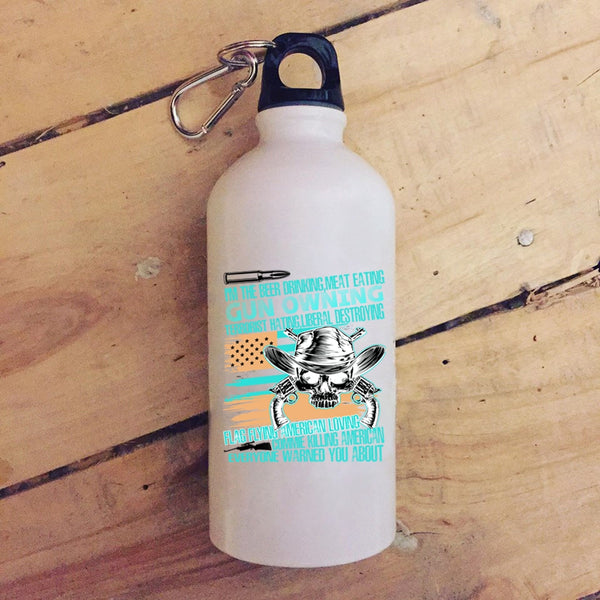 I'M THE BEER DRINKING,MEAT EATING
GUN OWNING
TERRORIST HATING,LIBERAL DESTROYING
FLAG FLYING AMERICAN LOVING
ZOMBIE KILLING AMERICAN
EVERYONE WARNED YOU ABOUT